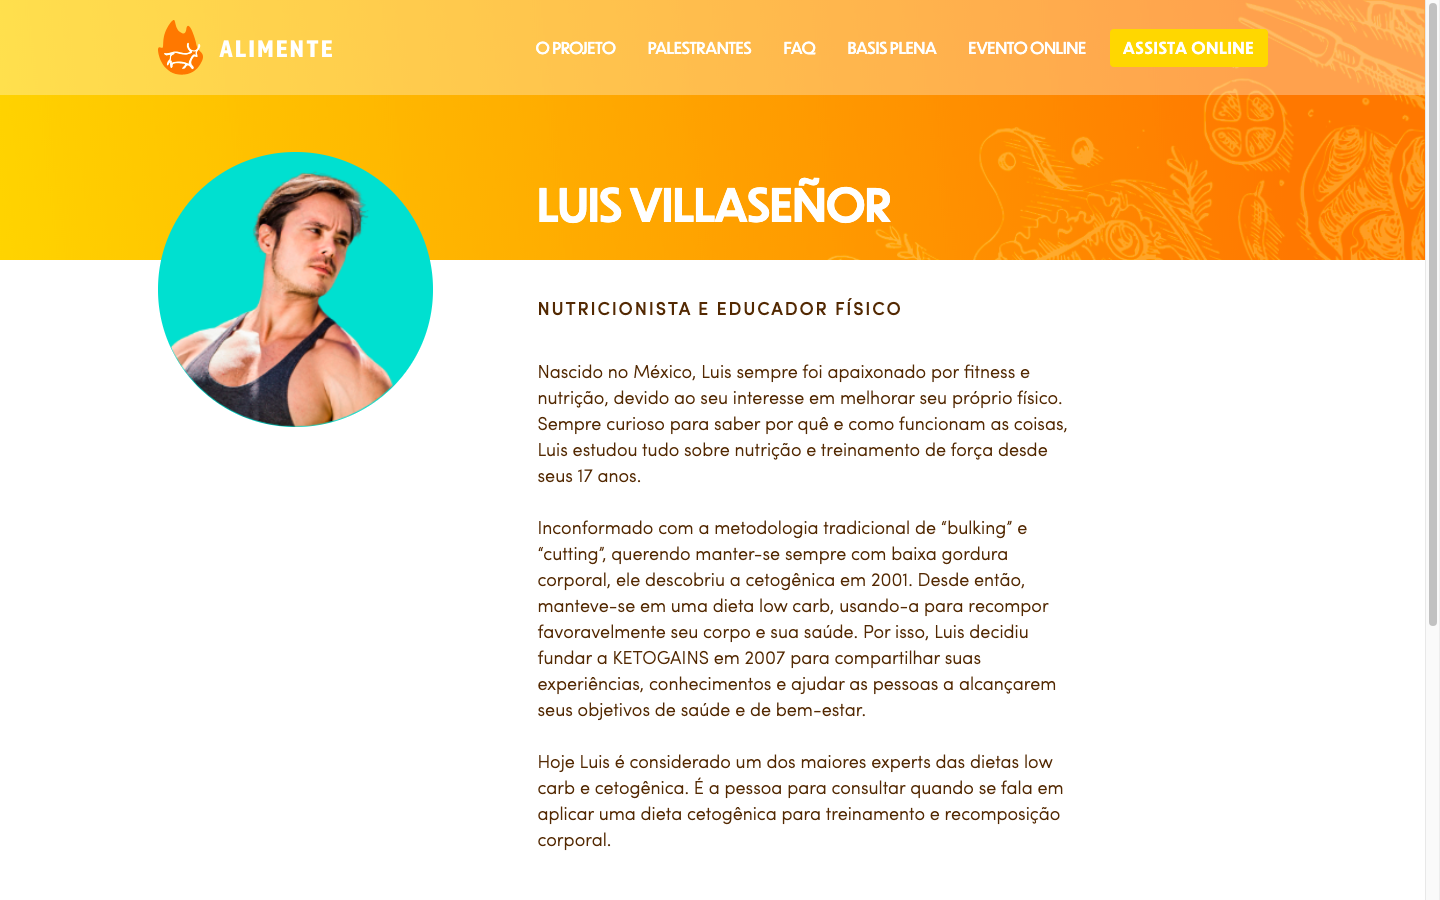 ALIMENTE
O PROJETO
PALESTRANTES
FAQ
BASIS PLENA
EVENTO ONLINE
ASSISTA ONLINE
LUIS VILLASEÑOR
NUTRICIONISTA E EDUCADOR FÍSICO
Nascido no México, Luis sempre foi apaixonado por fitness e
nutrição, devido ao seu interesse em melhorar seu próprio físico.
Sempre curioso para saber por quê e como funcionam as coisas,
Luis estudou tudo sobre nutrição e treinamento de força desde
seus 17 anos.
Inconformado com a metodologia tradicional de “bulking” e
“cutting”, querendo manter-se sempre com baixa gordura
corporal, ele descobriu a cetogênica em 2001. Desde então,
manteve-se em uma dieta low carb, usando-a para recompor
favoravelmente seu corpo e sua saúde. Por isso, Luis decidiu
fundar a KETOGAINS em 2007 para compartilhar suas
experiências, conhecimentos e ajudar as pessoas a alcançarem
seus objetivos de saúde e de bem-estar.
Hoje Luis é considerado um dos maiores experts das dietas low
carb e cetogênica. É a pessoa para consultar quando se fala em
aplicar uma dieta cetogênica para treinamento e recomposição
corporal.